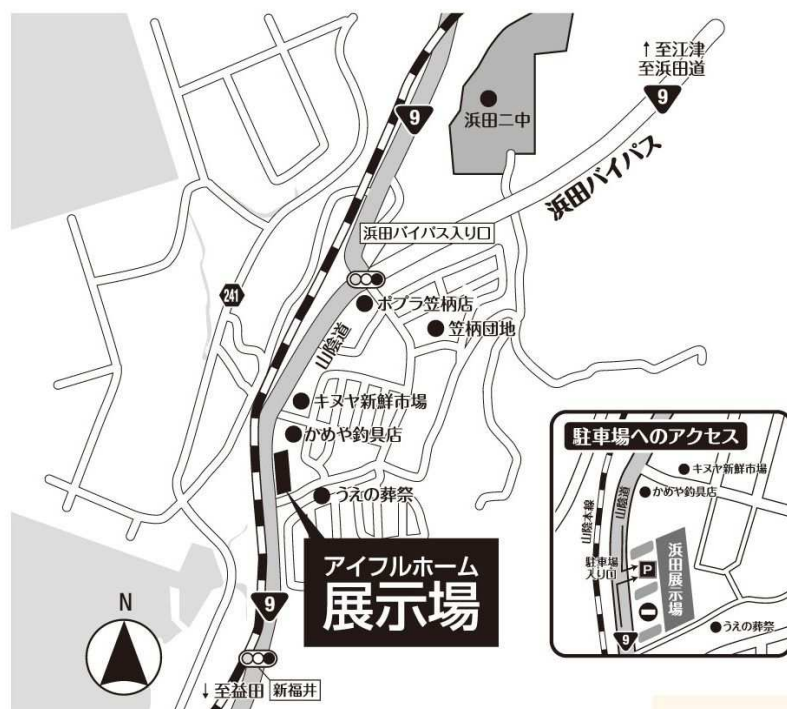 ↑至江津
至浜田道
9
9
浜田二中
浜田バイパス
浜田バイパス入り口
241
ポプラ笠柄店
山陰道
笠柄団地
キヌヤ新鮮市場
かめや釣具店
うえの葬祭
アイフルホーム
展示場
N
9
↓至益田
新福井
駐車場へのアクセス
キヌヤ新鮮市場
かめや釣具店
山陰道
山陰本線
駐車場
入り口
P
浜田展示場
うえの葬祭
9